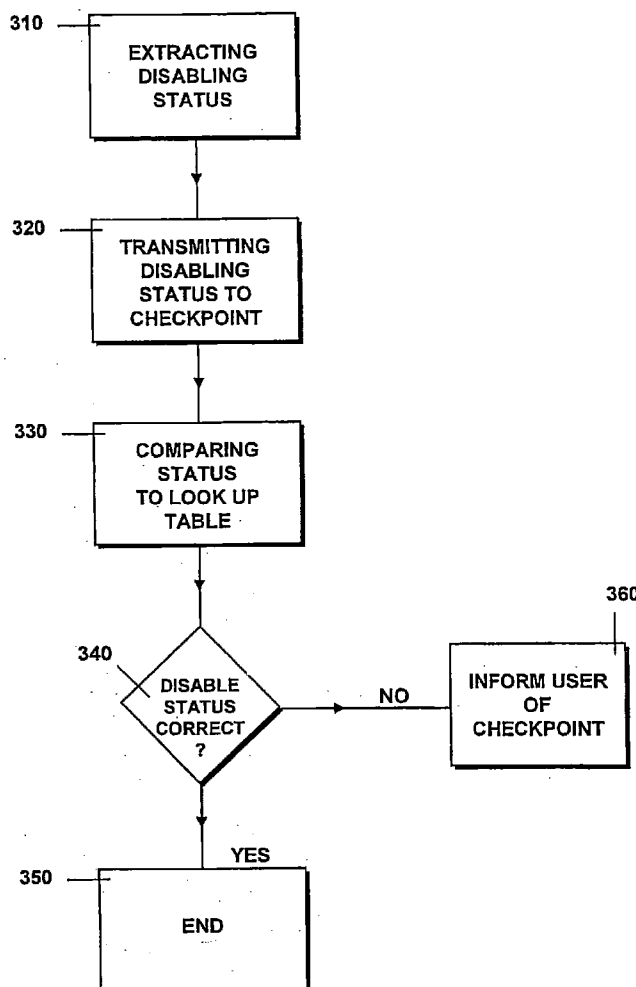 310
EXTRACTING
DISABLING
STATUS
320
TRANSMITTING
DISABLING
STATUS TO
CHECKPOINT
330
COMPARING
STATUS
TO LOOK UP
TABLE
340
DISABLE
STATUS
CORRECT
?
NO
360
INFORM USER
OF
CHECKPOINT
YES
350
END